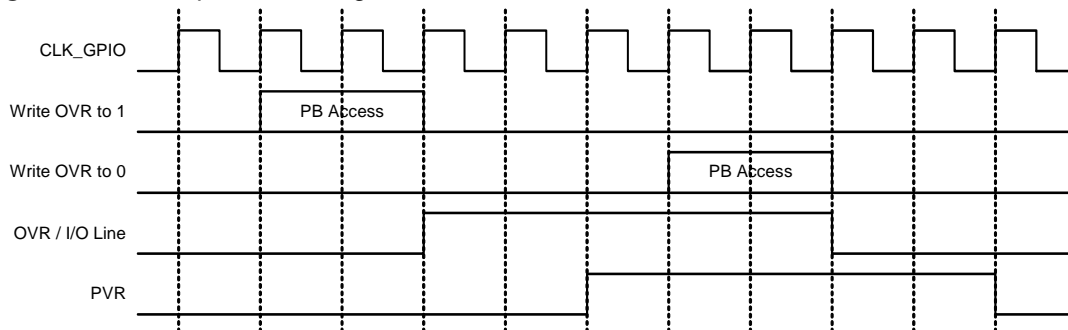 CLK_GPIO
Write OVR to 1
PB Access
Write OVR to 0
PB Access
OVR / I/O Line
PVR